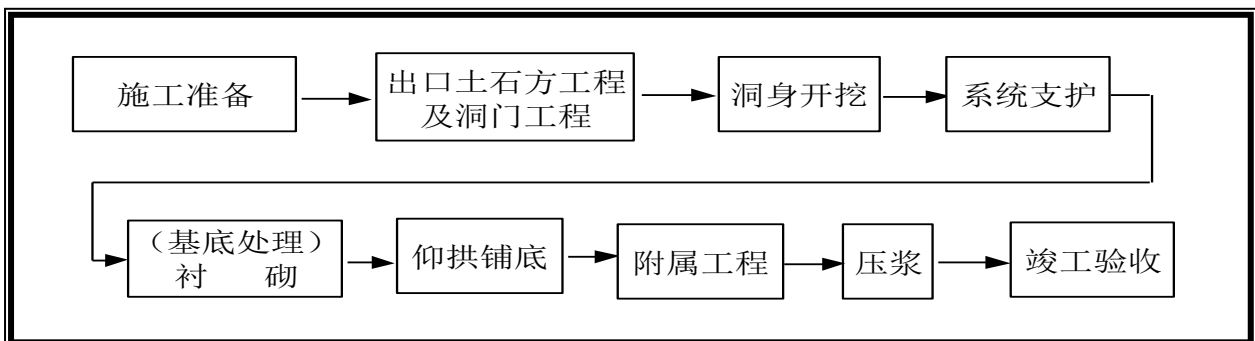 施工准备
出口土石方工程
及洞门工程
洞身开挖
系统支护
（基底处理）
衬　　砌
仰拱铺底
附属工程
压浆
竣工验收